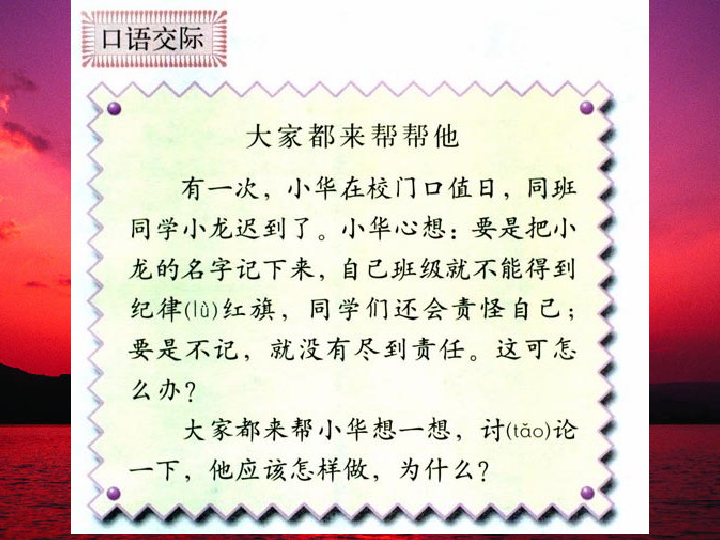 口语交际
大家都来帮帮他
有一次，小华在校门口值日，同班
同学小龙迟到了。小华心想：要是把小
龙的名字记下来，自己班级就不能得到
纪律(lǜ)红旗，同学们还会责怪自己；
要是不记，就没有尽到责任。这可怎
么办？
大家都来帮小华想一想，讨(tǎo)论
一下，他应该怎样做，为什么？